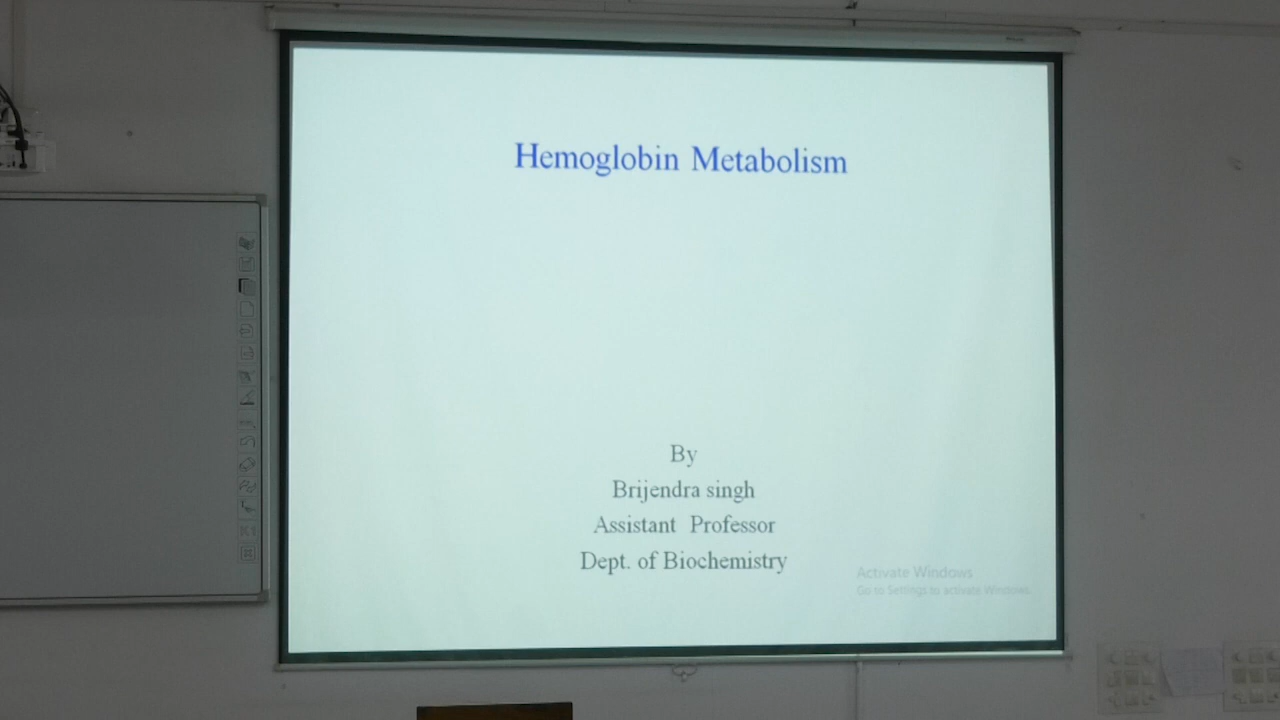 Hemoglobin Metabolism
By
Brijendra singh
Assistant Professor
Dept. of Biochemistry
Activate Windows
Go to Settings to activate Windows.